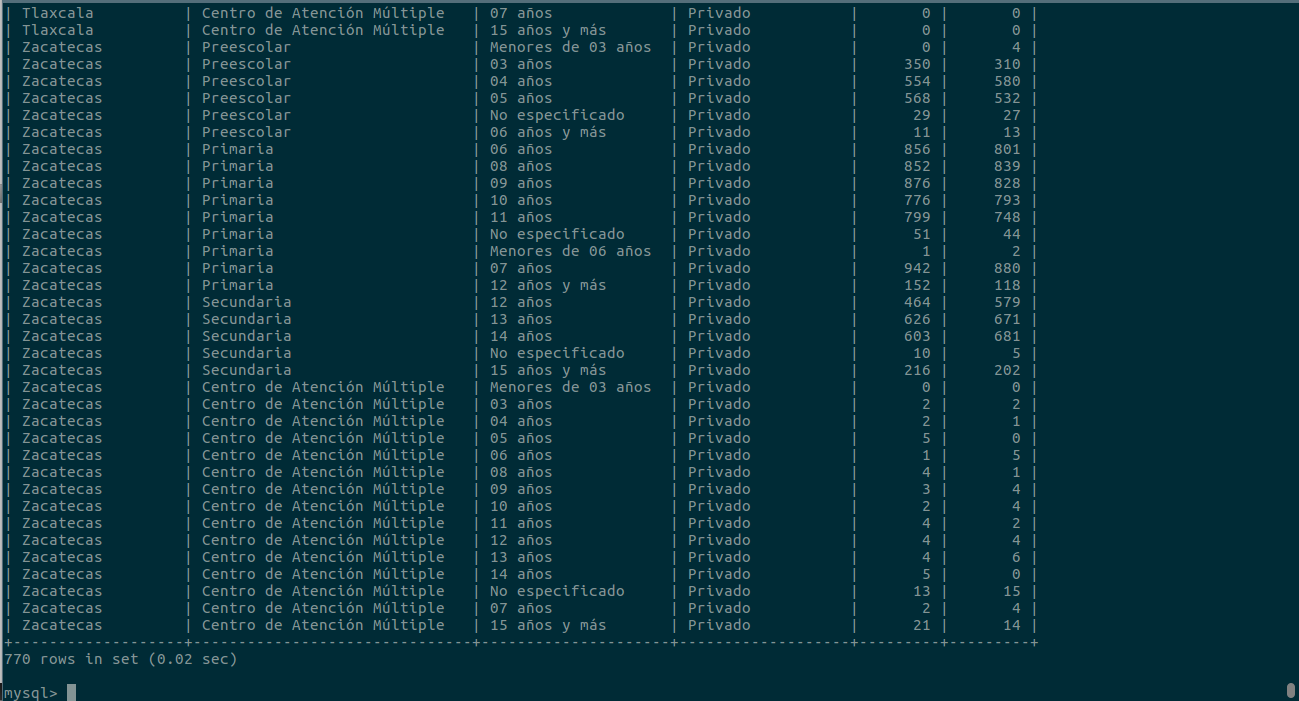 | Tlaxcala          | Centro de Atención Múltiple   | 07 años             | Privado           |       0 |       0 |
| Tlaxcala          | Centro de Atención Múltiple   | 15 años y más       | Privado           |       0 |       0 |
| Zacatecas         | Preescolar                    | Menores de 03 años  | Privado           |       0 |       4 |
| Zacatecas         | Preescolar                    | 03 años             | Privado           |     350 |     310 |
| Zacatecas         | Preescolar                    | 04 años             | Privado           |     554 |     580 |
| Zacatecas         | Preescolar                    | 05 años             | Privado           |     568 |     532 |
| Zacatecas         | Preescolar                    | No especificado     | Privado           |      29 |      27 |
| Zacatecas         | Preescolar                    | 06 años y más       | Privado           |      11 |      13 |
| Zacatecas         | Primaria                      | 06 años             | Privado           |     856 |     801 |
| Zacatecas         | Primaria                      | 08 años             | Privado           |     852 |     839 |
| Zacatecas         | Primaria                      | 09 años             | Privado           |     876 |     828 |
| Zacatecas         | Primaria                      | 10 años             | Privado           |     776 |     793 |
| Zacatecas         | Primaria                      | 11 años             | Privado           |     799 |     748 |
| Zacatecas         | Primaria                      | No especificado     | Privado           |      51 |      44 |
| Zacatecas         | Primaria                      | Menores de 06 años  | Privado           |       1 |       2 |
| Zacatecas         | Primaria                      | 07 años             | Privado           |     942 |     880 |
| Zacatecas         | Primaria                      | 12 años y más       | Privado           |     152 |     118 |
| Zacatecas         | Secundaria                    | 12 años             | Privado           |     464 |     579 |
| Zacatecas         | Secundaria                    | 13 años             | Privado           |     626 |     671 |
| Zacatecas         | Secundaria                    | 14 años             | Privado           |     603 |     681 |
| Zacatecas         | Secundaria                    | No especificado     | Privado           |      10 |       5 |
| Zacatecas         | Secundaria                    | 15 años y más       | Privado           |     216 |     202 |
| Zacatecas         | Centro de Atención Múltiple   | Menores de 03 años  | Privado           |       0 |       0 |
| Zacatecas         | Centro de Atención Múltiple   | 03 años             | Privado           |       2 |       2 |
| Zacatecas         | Centro de Atención Múltiple   | 04 años             | Privado           |       2 |       1 |
| Zacatecas         | Centro de Atención Múltiple   | 05 años             | Privado           |       5 |       0 |
| Zacatecas         | Centro de Atención Múltiple   | 06 años             | Privado           |       1 |       5 |
| Zacatecas         | Centro de Atención Múltiple   | 08 años             | Privado           |       4 |       1 |
| Zacatecas         | Centro de Atención Múltiple   | 09 años             | Privado           |       3 |       4 |
| Zacatecas         | Centro de Atención Múltiple   | 10 años             | Privado           |       2 |       4 |
| Zacatecas         | Centro de Atención Múltiple   | 11 años             | Privado           |       4 |       2 |
| Zacatecas         | Centro de Atención Múltiple   | 12 años             | Privado           |       4 |       4 |
| Zacatecas         | Centro de Atención Múltiple   | 13 años             | Privado           |       4 |       6 |
| Zacatecas         | Centro de Atención Múltiple   | 14 años             | Privado           |       5 |       0 |
| Zacatecas         | Centro de Atención Múltiple   | No especificado     | Privado           |      13 |      15 |
| Zacatecas         | Centro de Atención Múltiple   | 07 años             | Privado           |       2 |       4 |
| Zacatecas         | Centro de Atención Múltiple   | 15 años y más       | Privado           |      21 |      14 |
+-------------------+-------------------------------+---------------------+-------------------+---------+---------+
770 rows in set (0.02 sec)
mysql>